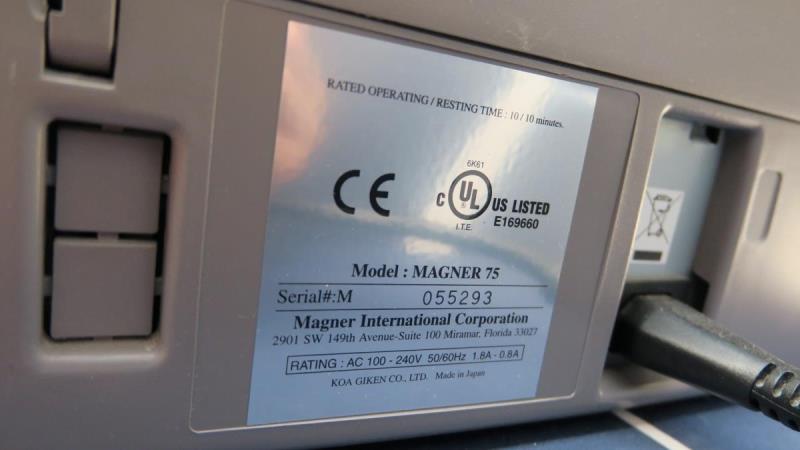 RATED OPERATING / RESTING TIME : 10 / 10 minutes.
6K61
CE
C UL ® US LISTED
I.T.E. E169660
Model : MAGNER 75
Serial#:M 055293
Magner International Corporation
2901 SW 149th Avenue-Suite 100 Miramar, Florida 33027
RATING : AC 100 - 240V 50/60Hz 1.8A - 0.8A
KOA GIKEN CO., LTD. Made in Japan